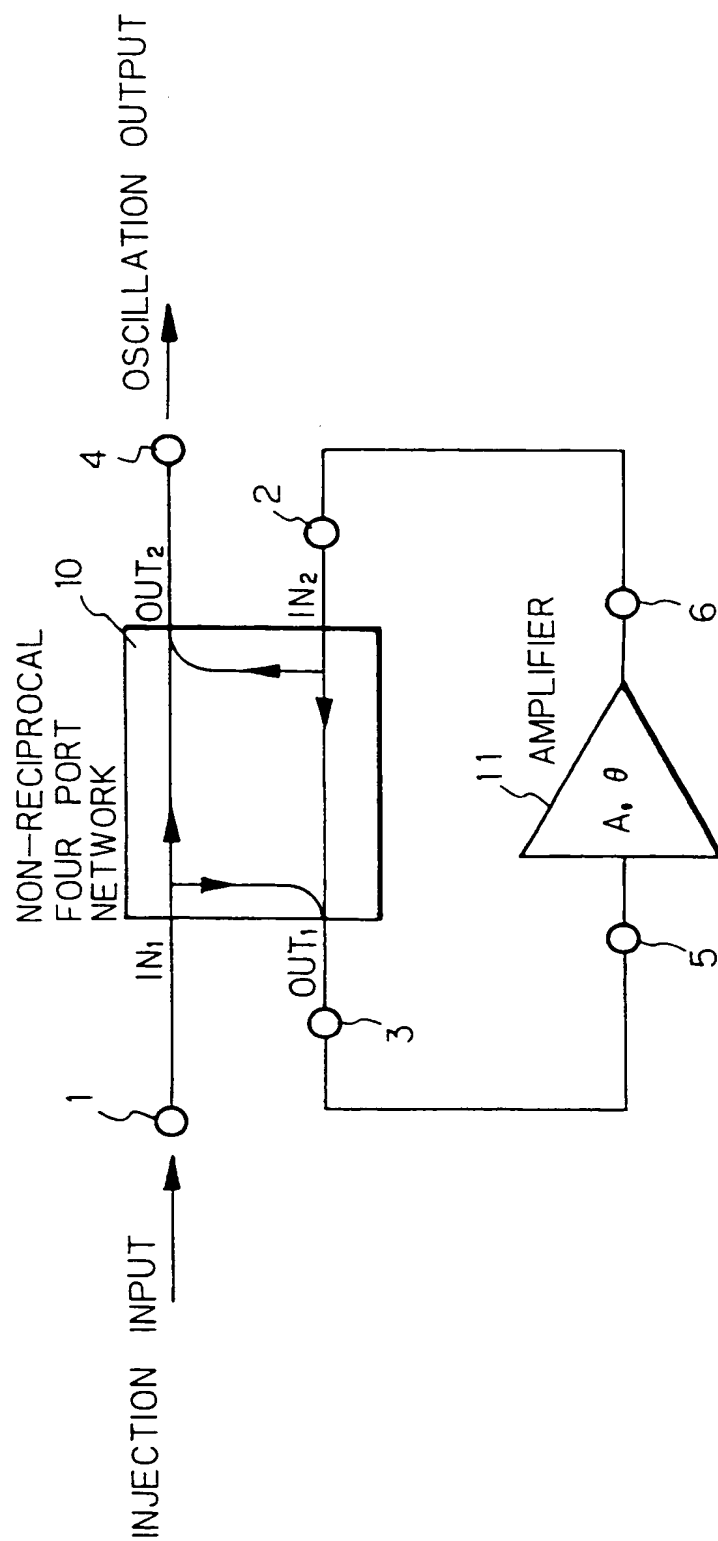 NON-RECIPROCAL
FOUR PORT
NETWORK
10
INJECTION INPUT
1
IN₁
OUT₂
4
OSCILLATION OUTPUT
OUT₁
3
IN₂
2
11
AMPLIFIER
A, θ
5
6